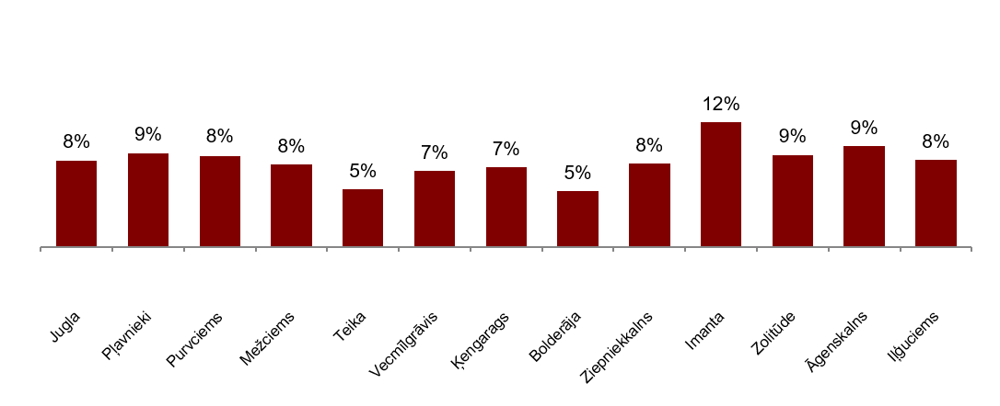 8%
9%
8%
8%
5%
7%
7%
5%
8%
12%
9%
9%
8%
Jugla
Pļavnieki
Purvciems
Mežciems
Teika
Vecmīlgrāvis
Ķengarags
Bolderāja
Ziepniekkalns
Imanta
Zolitūde
Āgenskalns
Iļģuciems